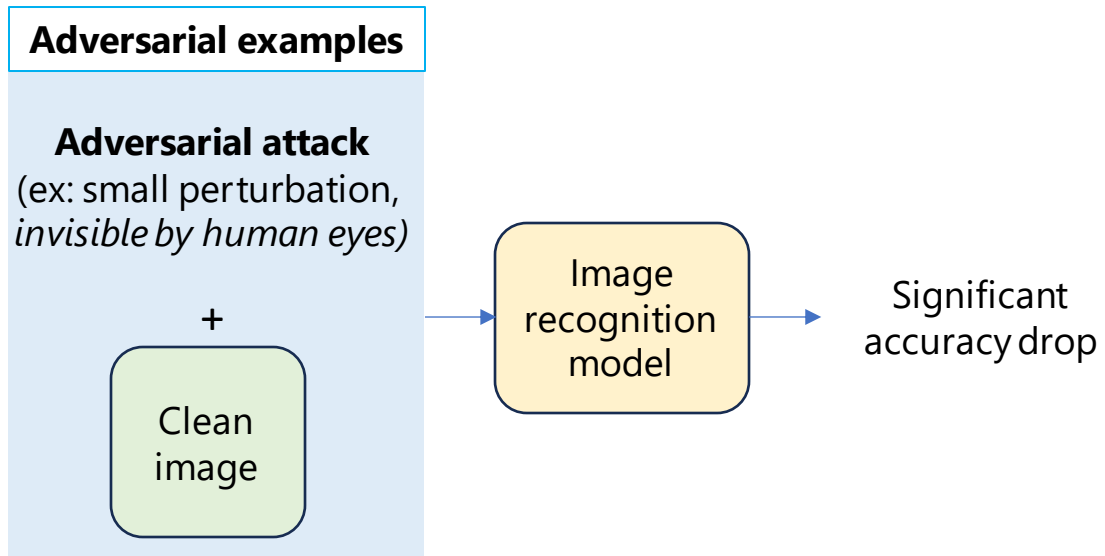 Adversarial examples
Adversarial attack
(ex: small perturbation,
invisible by human eyes)
+
Clean
image
Image
recognition
model
Significant
accuracy drop